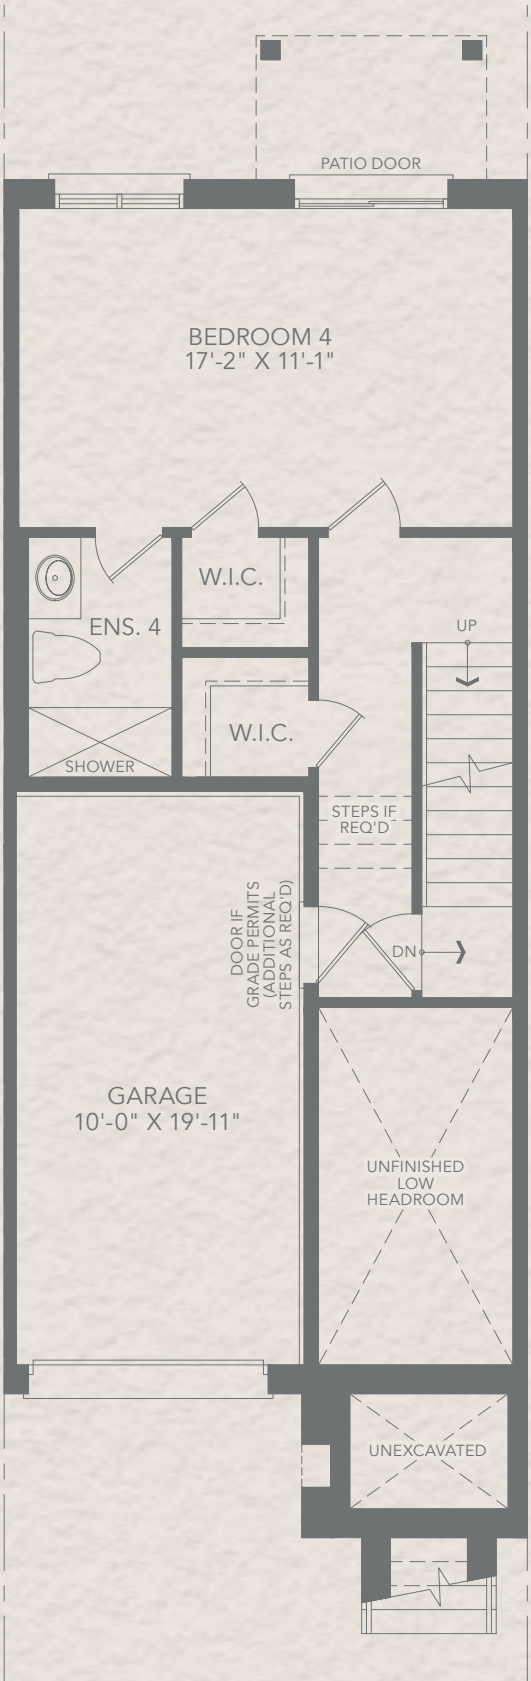 PATIO DOOR
BEDROOM 4
17'-2" X 11'-1"
W.I.C.
ENS. 4
UP
W.I.C.
SHOWER
STEPS IF
REQ'D
DOOR IF
GRADE PERMITS
(ADDITIONAL
STEPS AS REQ'D)
DN
GARAGE
10'-0" X 19'-11"
UNFINISHED
LOW
HEADROOM
UNEXCAVATED